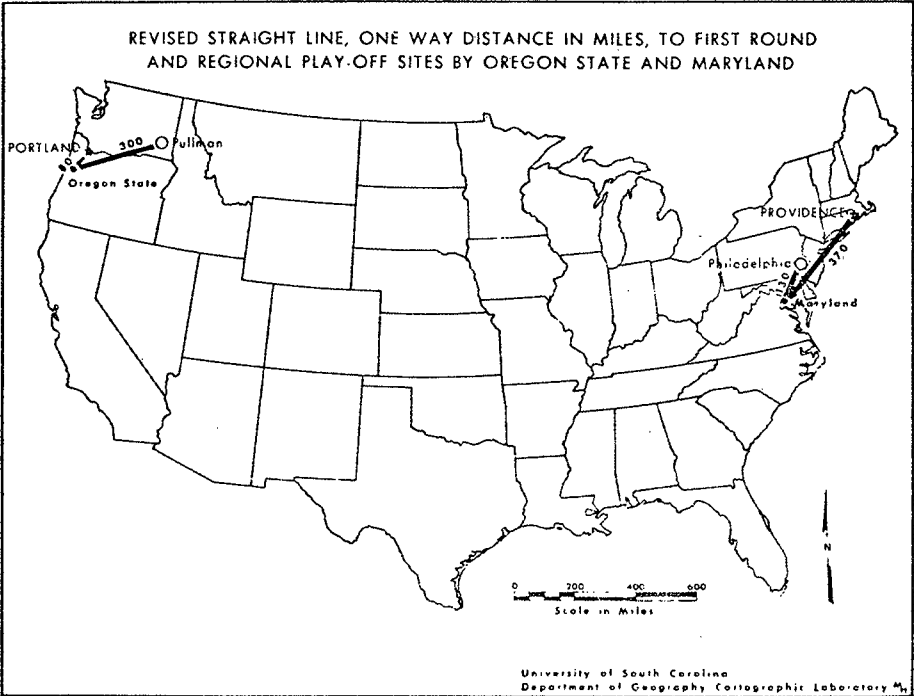 REVISED STRAIGHT LINE, ONE WAY DISTANCE IN MILES, TO FIRST ROUND
AND REGIONAL PLAY-OFF SITES BY OREGON STATE AND MARYLAND
PORTLAND
300
Pullman
80
Oregon State
PROVIDENCE
370
Philadelphia
130
Maryland
N
0 200 400 600
Scale in Miles
University of South Carolina
Department of Geography Cartographic Laboratory